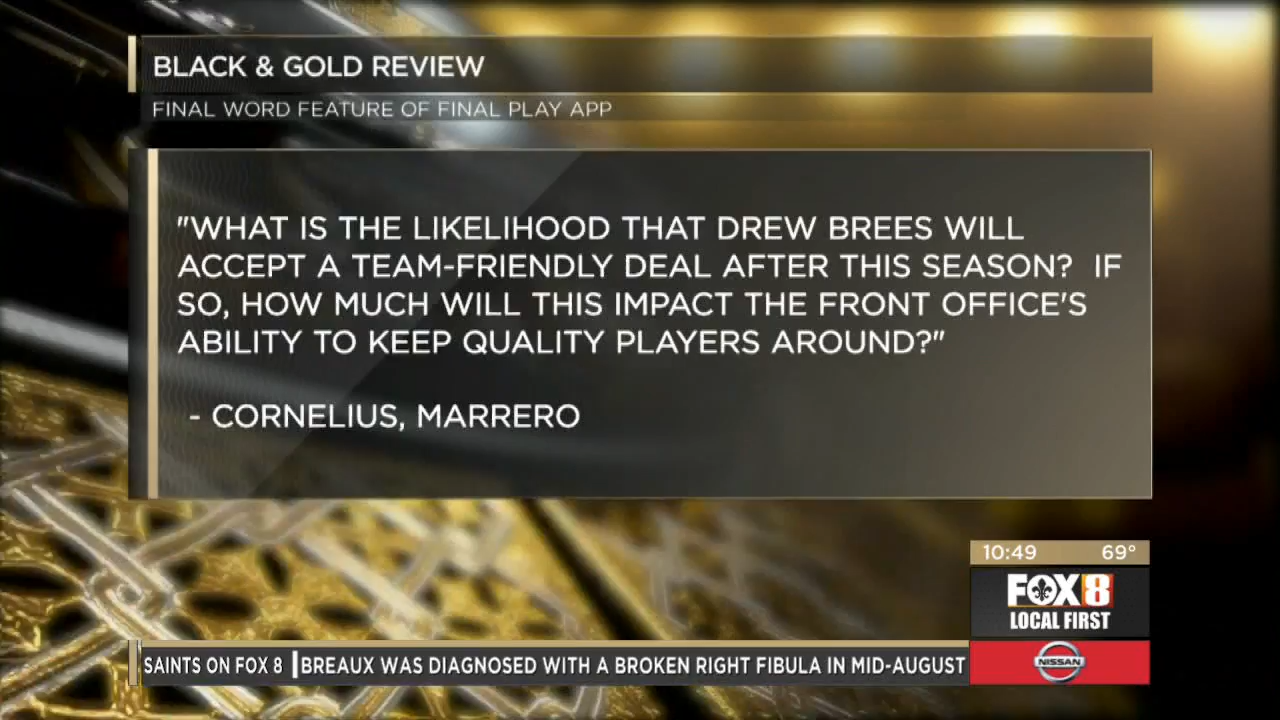 BLACK & GOLD REVIEW
FINAL WORD FEATURE OF FINAL PLAY APP
"WHAT IS THE LIKELIHOOD THAT DREW BREES WILL
ACCEPT A TEAM-FRIENDLY DEAL AFTER THIS SEASON?  IF
SO, HOW MUCH WILL THIS IMPACT THE FRONT OFFICE'S
ABILITY TO KEEP QUALITY PLAYERS AROUND?"
- CORNELIUS, MARRERO
10:49 69°
FOX 8
LOCAL FIRST
SAINTS ON FOX 8 | BREAUX WAS DIAGNOSED WITH A BROKEN RIGHT FIBULA IN MID-AUGUST
NISSAN